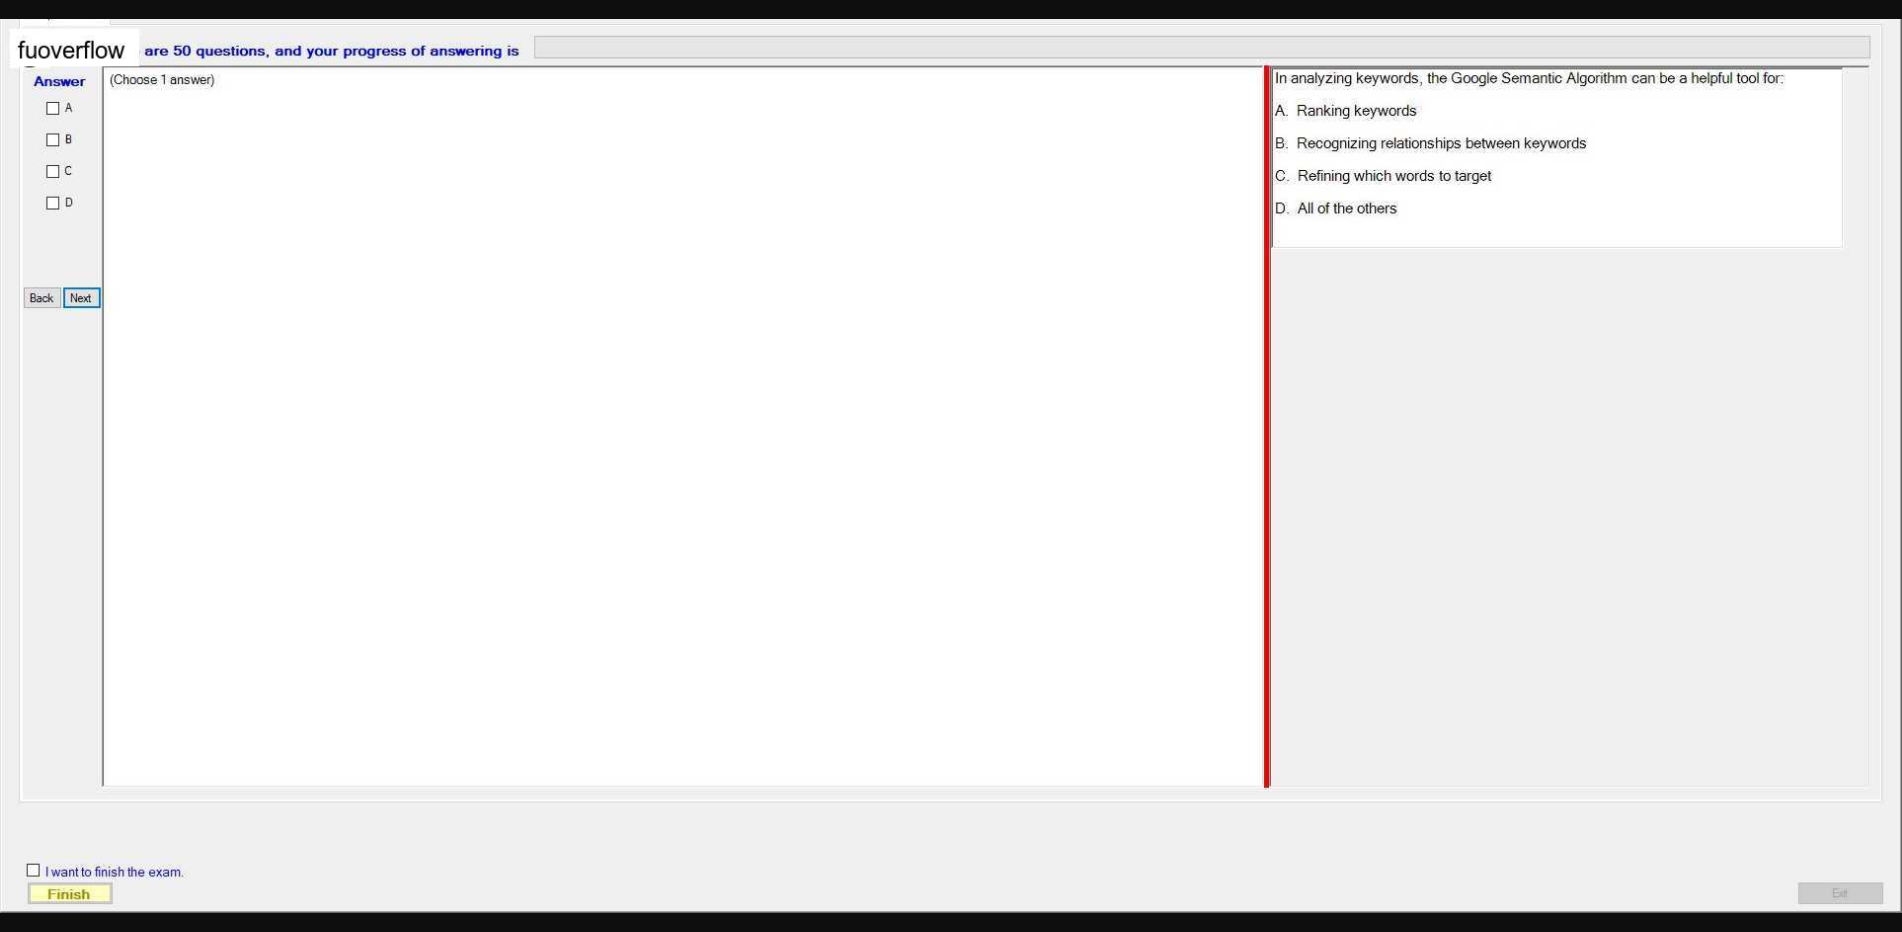 fuoverflow are 50 questions, and your progress of answering is
Answer
(Choose 1 answer)
A
B
C
D
Back Next
In analyzing keywords, the Google Semantic Algorithm can be a helpful tool for:
A. Ranking keywords
B. Recognizing relationships between keywords
C. Refining which words to target
D. All of the others
I want to finish the exam.
Finish
Exit